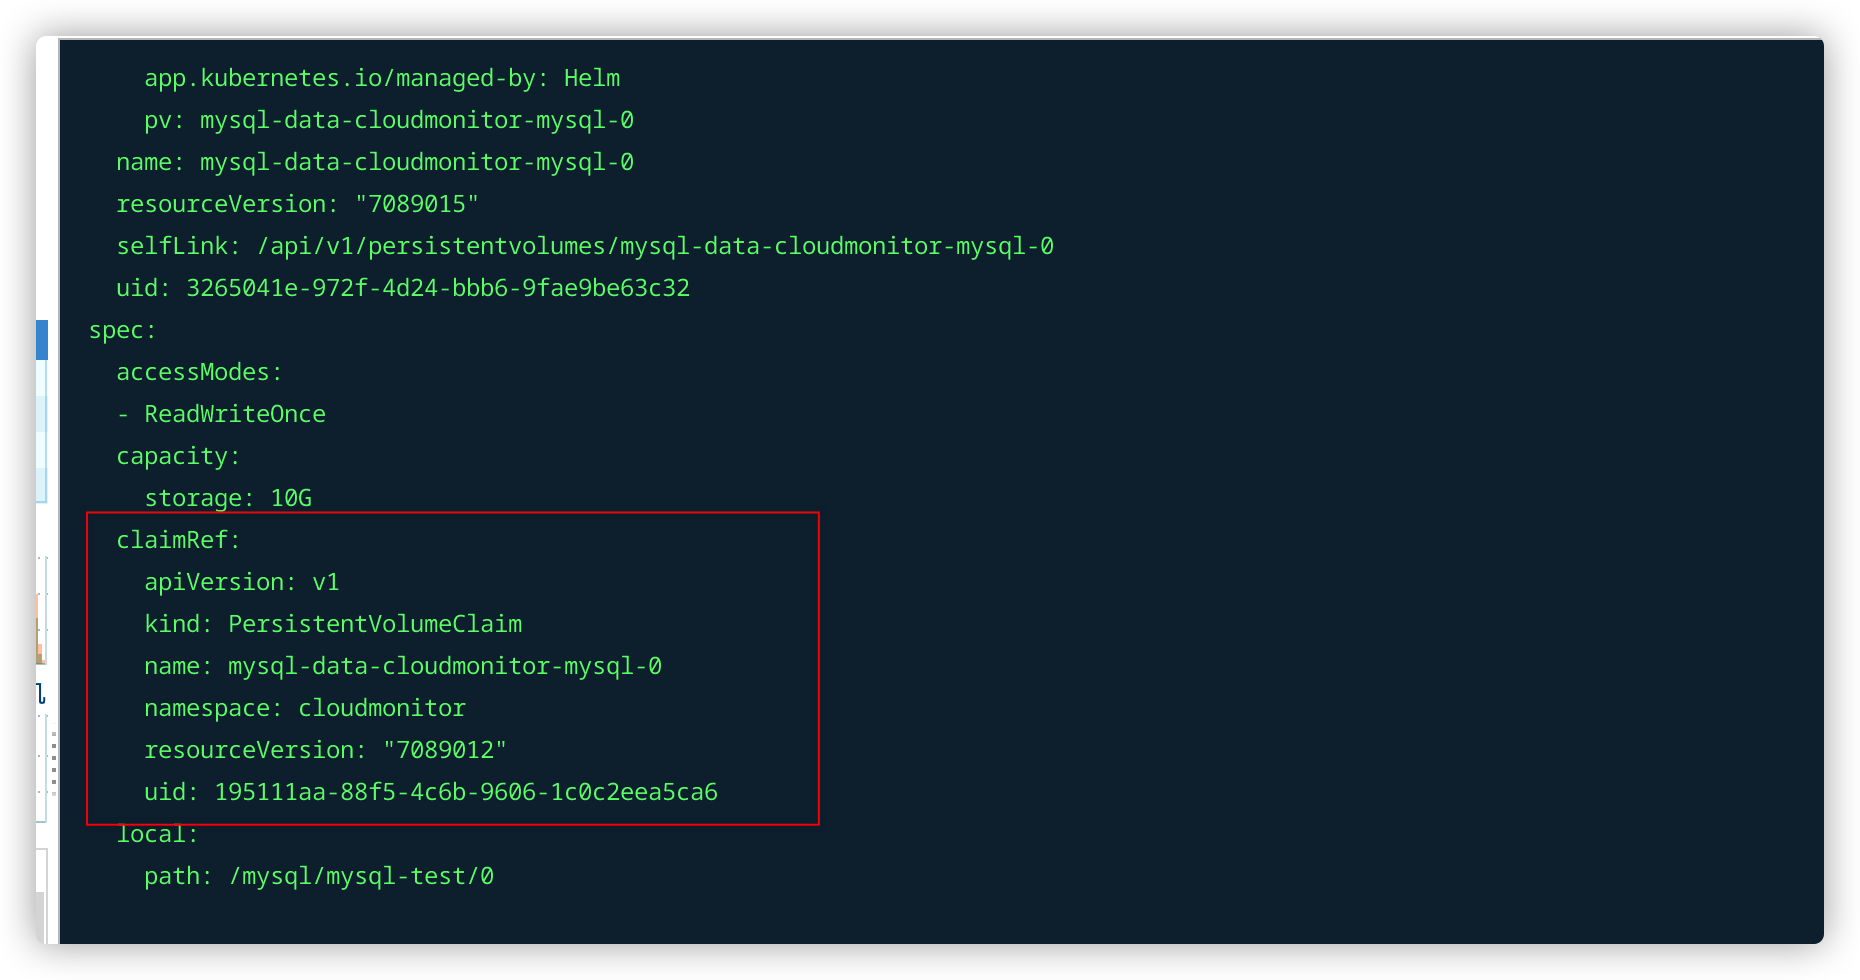 app.kubernetes.io/managed-by: Helm
pv: mysql-data-cloudmonitor-mysql-0
name: mysql-data-cloudmonitor-mysql-0
resourceVersion: "7089015"
selfLink: /api/v1/persistentvolumes/mysql-data-cloudmonitor-mysql-0
uid: 3265041e-972f-4d24-bbb6-9fae9be63c32
spec:
accessModes:
- ReadWriteOnce
capacity:
storage: 10G
claimRef:
apiVersion: v1
kind: PersistentVolumeClaim
name: mysql-data-cloudmonitor-mysql-0
namespace: cloudmonitor
resourceVersion: "7089012"
uid: 195111aa-88f5-4c6b-9606-1c0c2eea5ca6
local:
path: /mysql/mysql-test/0